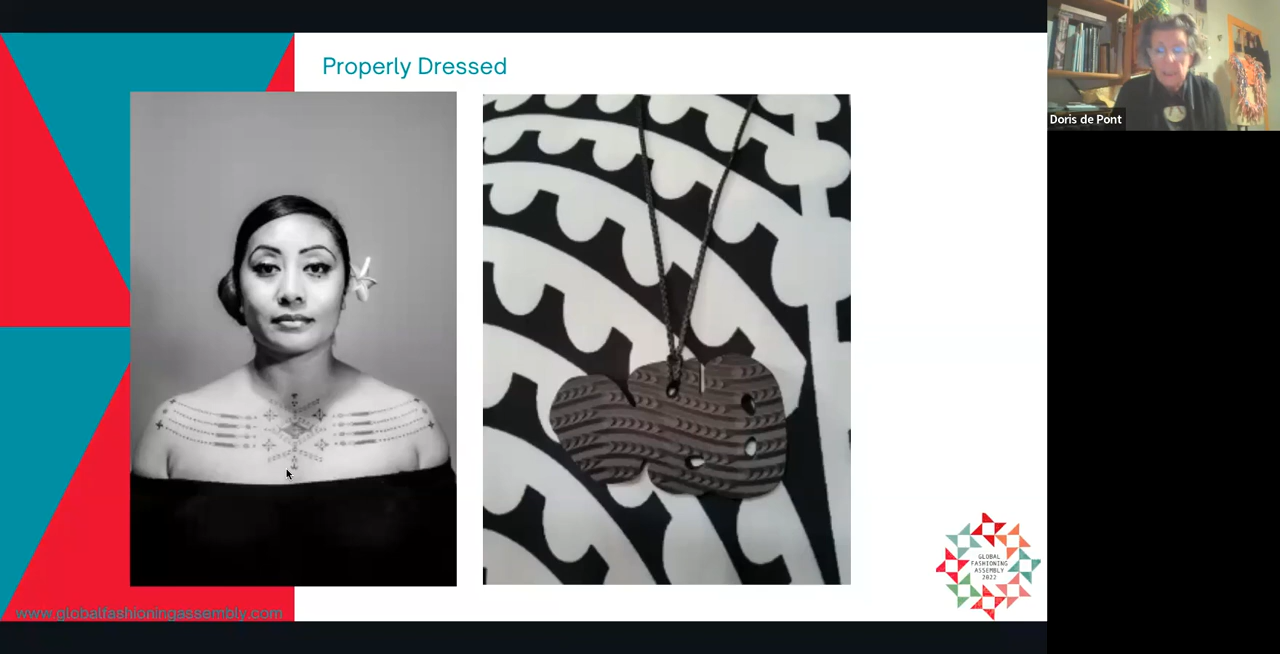 Properly Dressed
Doris de Pont
GLOBAL
FASHIONING
ASSEMBLY
2022
www.globalfashioningassembly.com